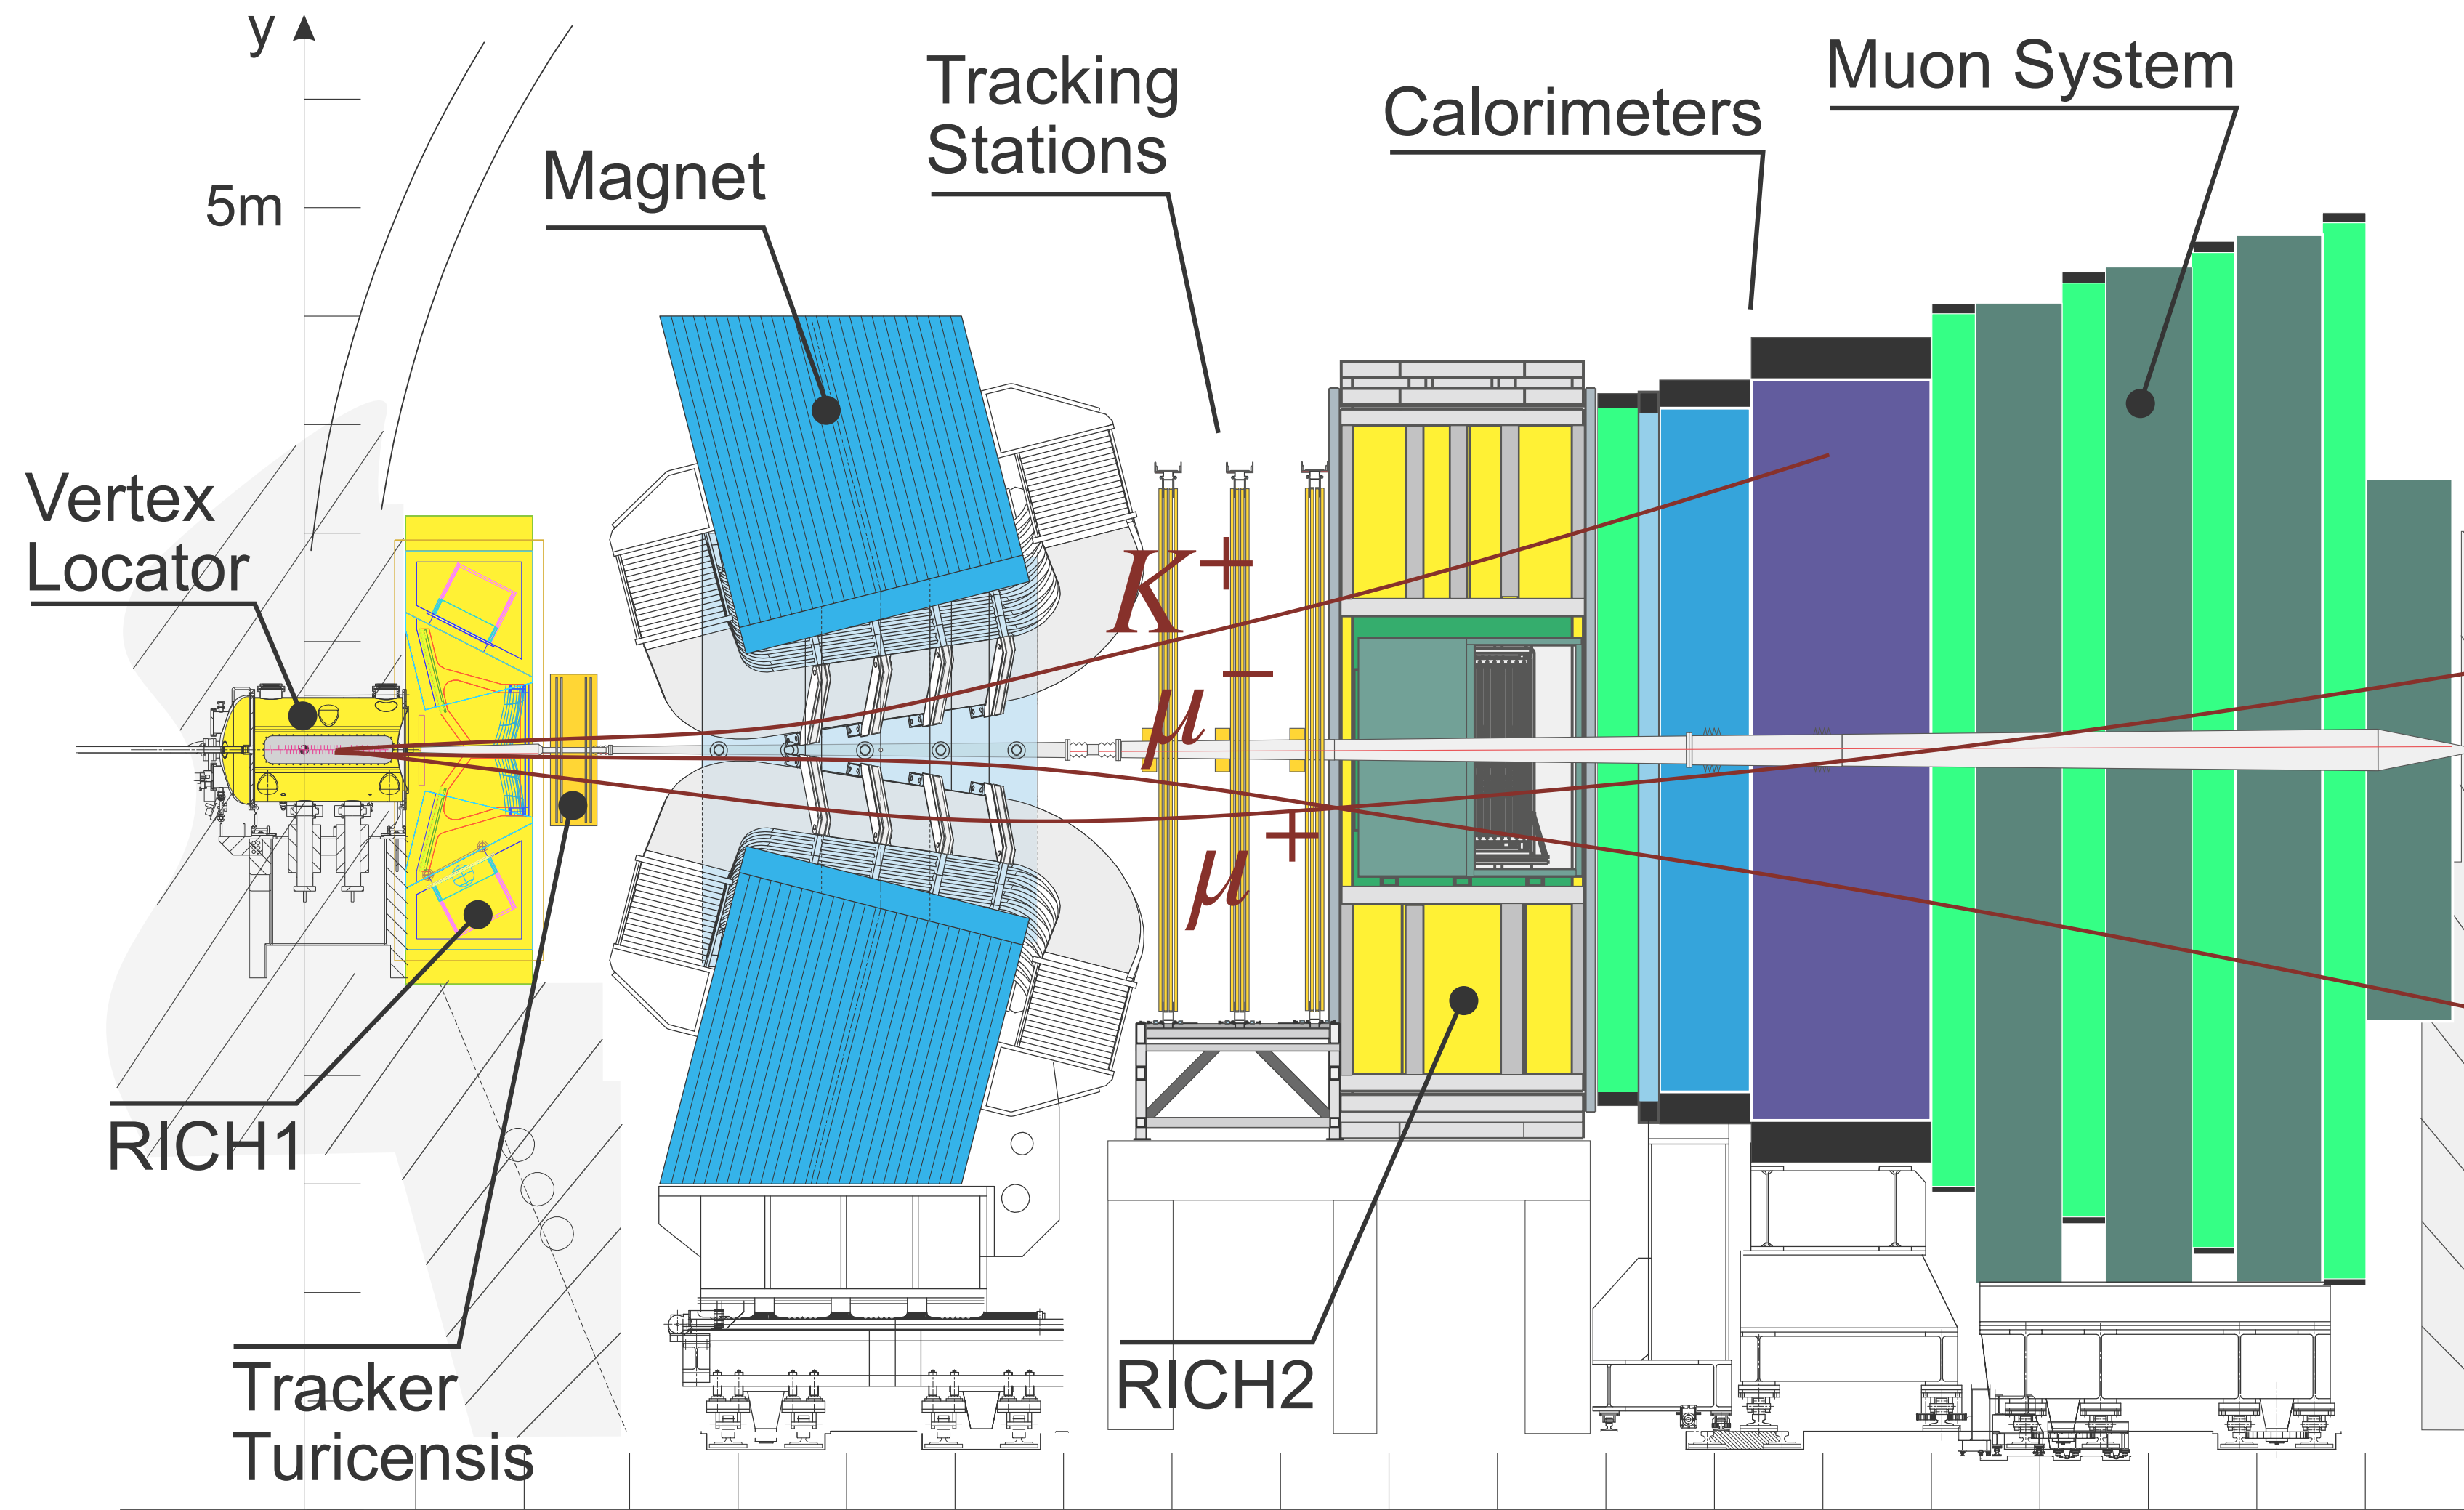 y
5m
Magnet
Tracking
Stations
Calorimeters
Muon System
Vertex
Locator
K+
μ−
μ+
RICH1
RICH2
Tracker
Turicensis